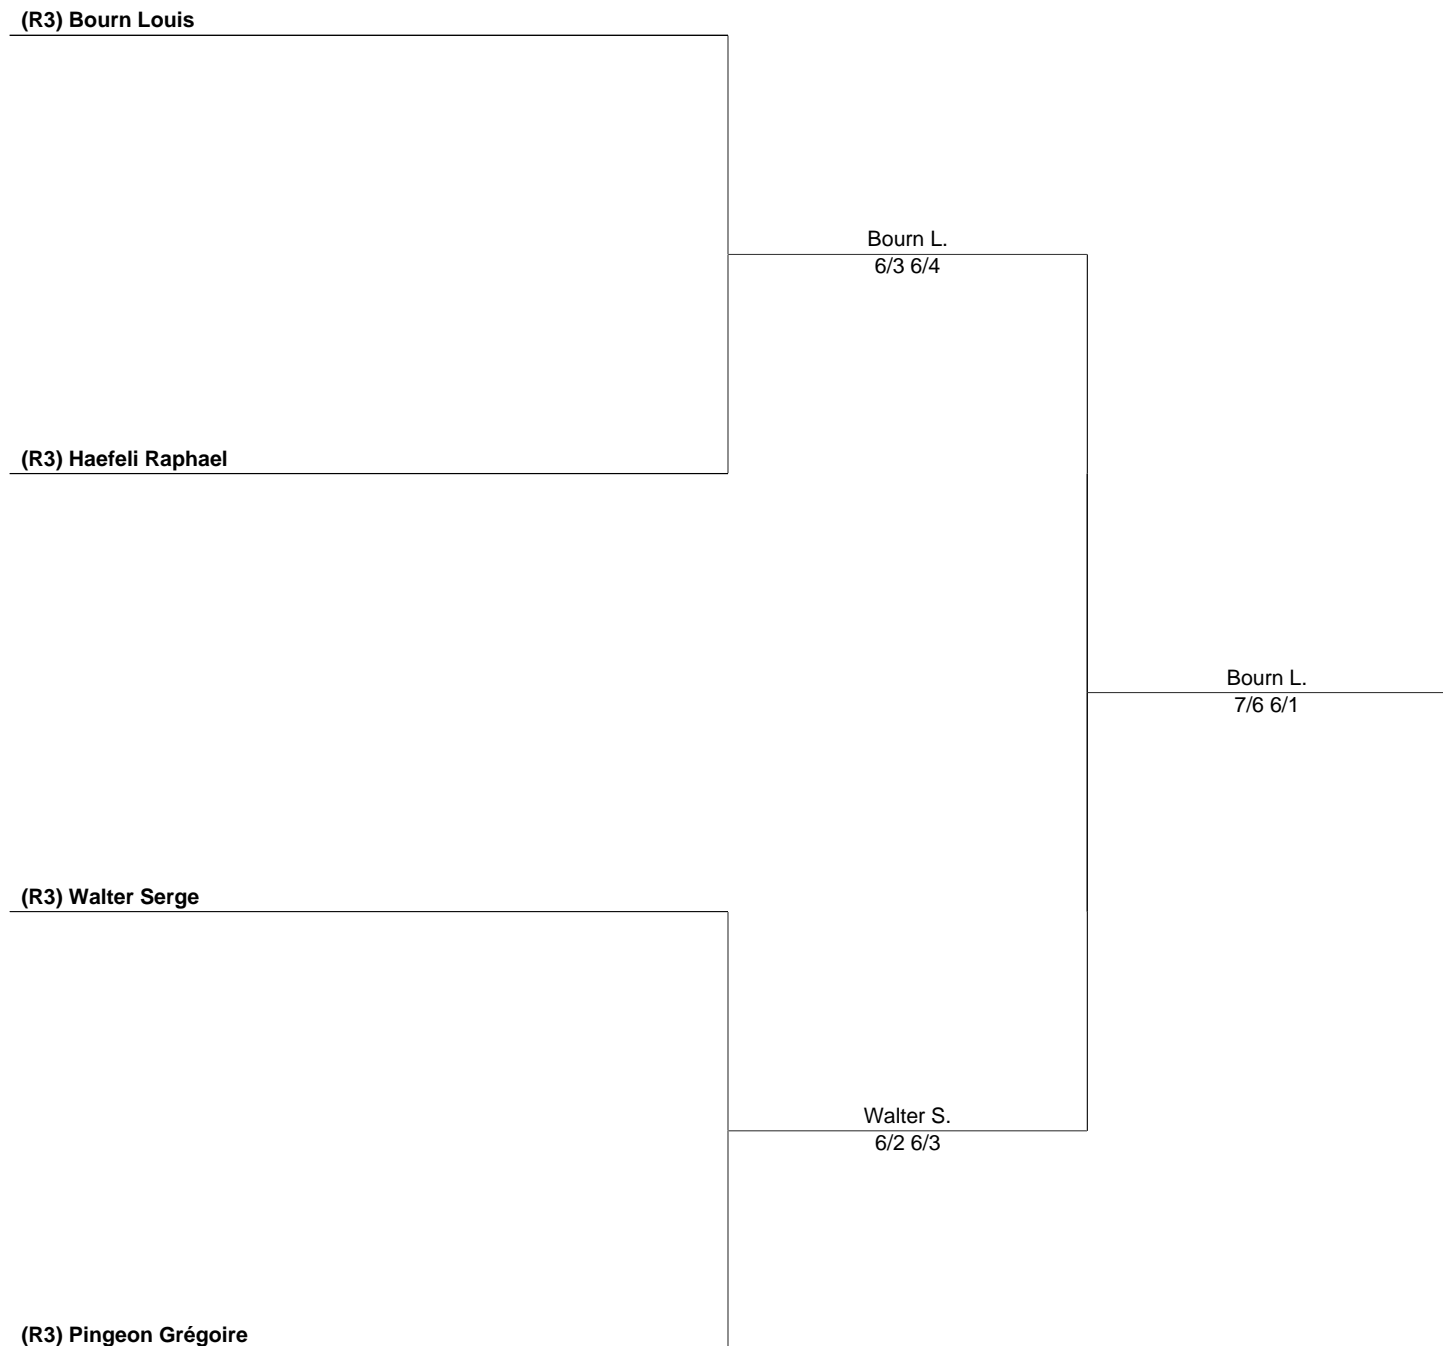 (R3) Bourn Louis
Bourn L.
6/3 6/4
(R3) Haefeli Raphael
Bourn L.
7/6 6/1
(R3) Walter Serge
Walter S.
6/2 6/3
(R3) Pingeon Grégoire